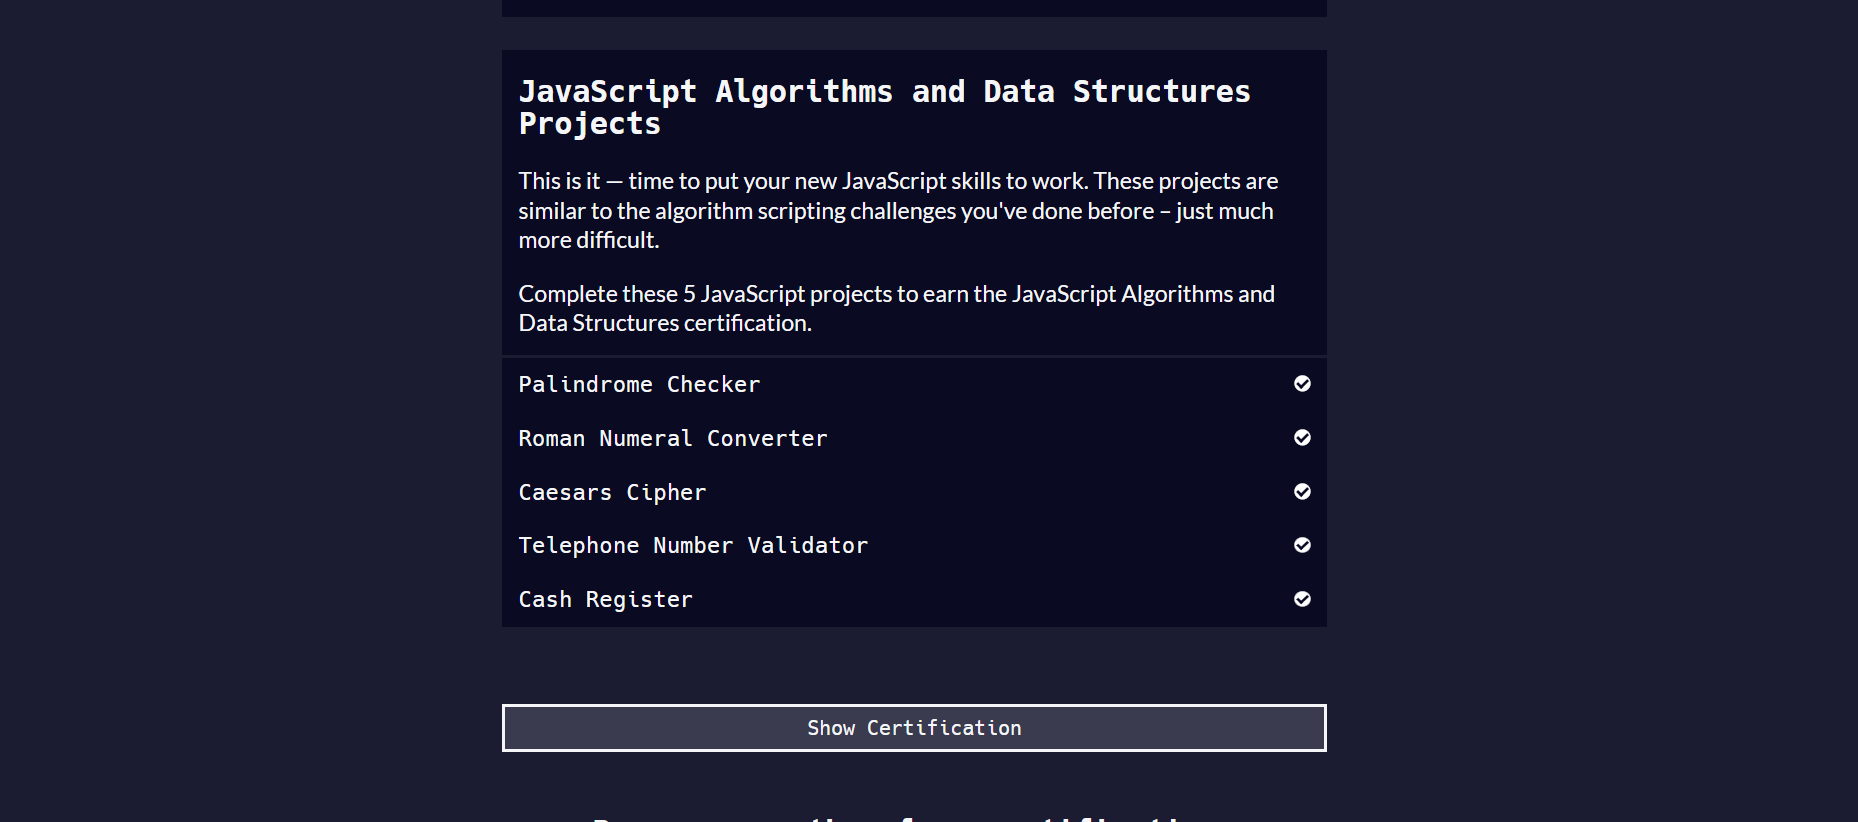 JavaScript Algorithms and Data Structures
Projects
This is it — time to put your new JavaScript skills to work. These projects are
similar to the algorithm scripting challenges you've done before – just much
more difficult.
Complete these 5 JavaScript projects to earn the JavaScript Algorithms and
Data Structures certification.
Palindrome Checker
Roman Numeral Converter
Caesars Cipher
Telephone Number Validator
Cash Register
Show Certification